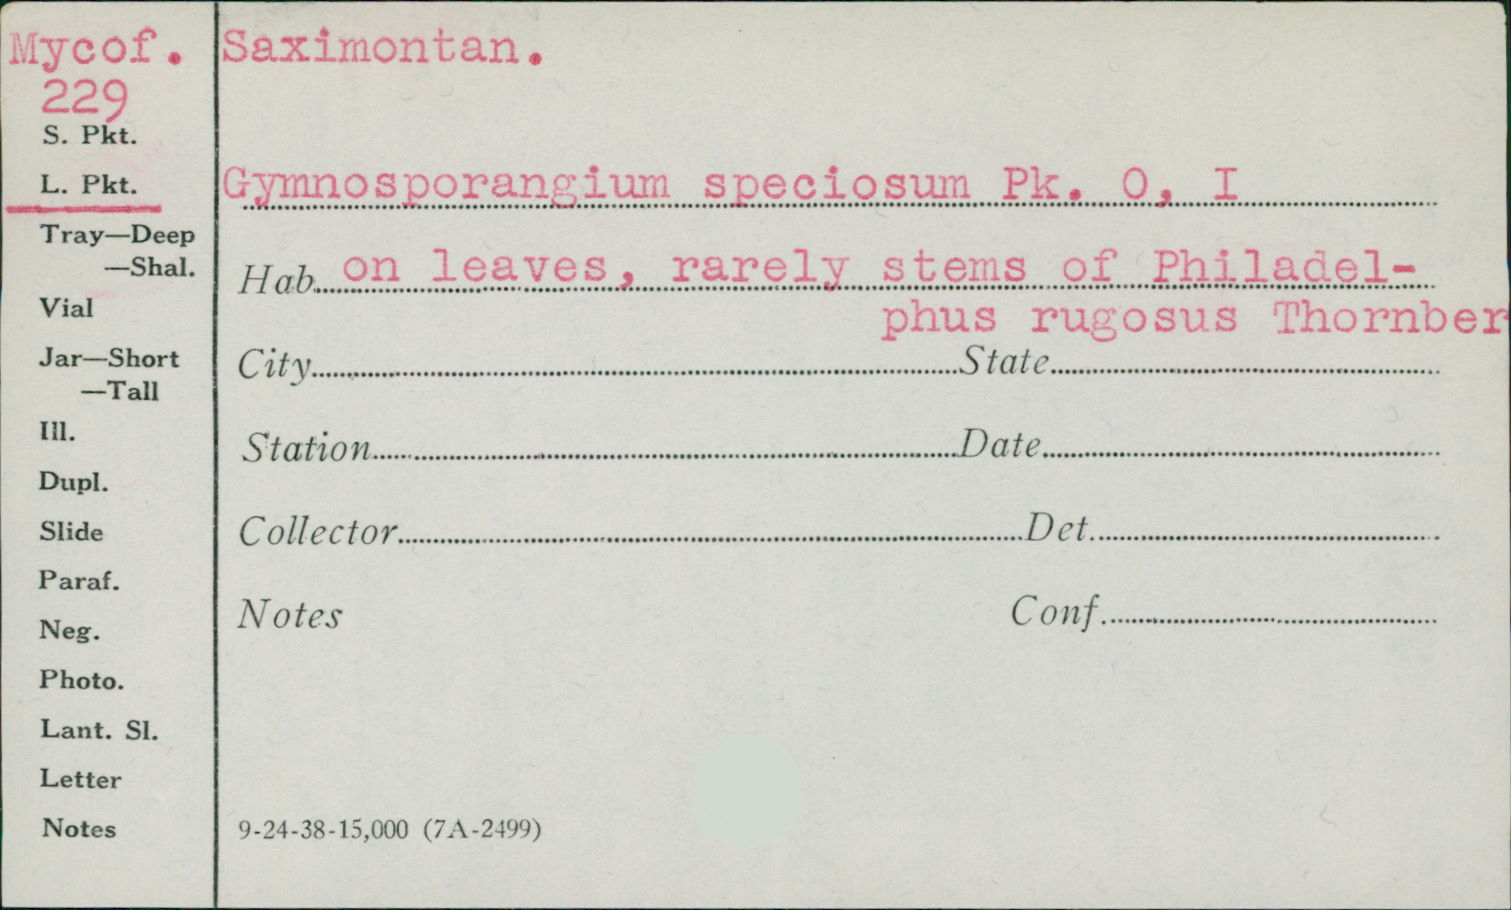 Mycof. Saximontan.
229
S. Pkt.
L. Pkt. Gymnosporangium speciosum Pk. O, I
Tray—Deep
—Shal. Hab. on leaves, rarely stems of Philadel-
Vial phus rugosus Thornber
Jar—Short City State
—Tall
Ill. Station Date
Dupl.
Slide Collector Det.
Paraf.
Neg. Notes Conf.
Photo.
Lant. Sl.
Letter
Notes 9-24-38-15,000 (7A-2499)